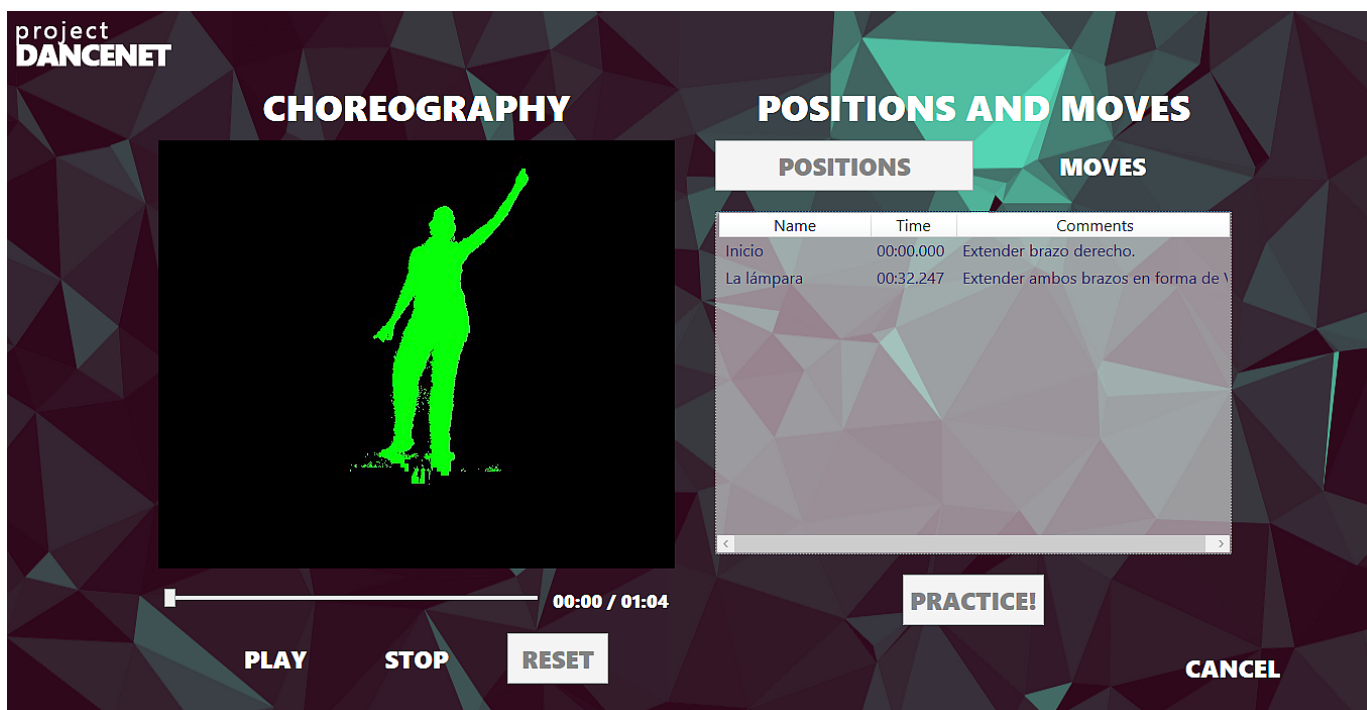 project
DANCENET
CHOREOGRAPHY
00:00 / 01:04
PLAY STOP RESET
POSITIONS AND MOVES
POSITIONS MOVES
Name Time Comments
Inicio 00:00.000 Extender brazo derecho.
La lámpara 00:32.247 Extender ambos brazos en forma de
PRACTICE!
CANCEL